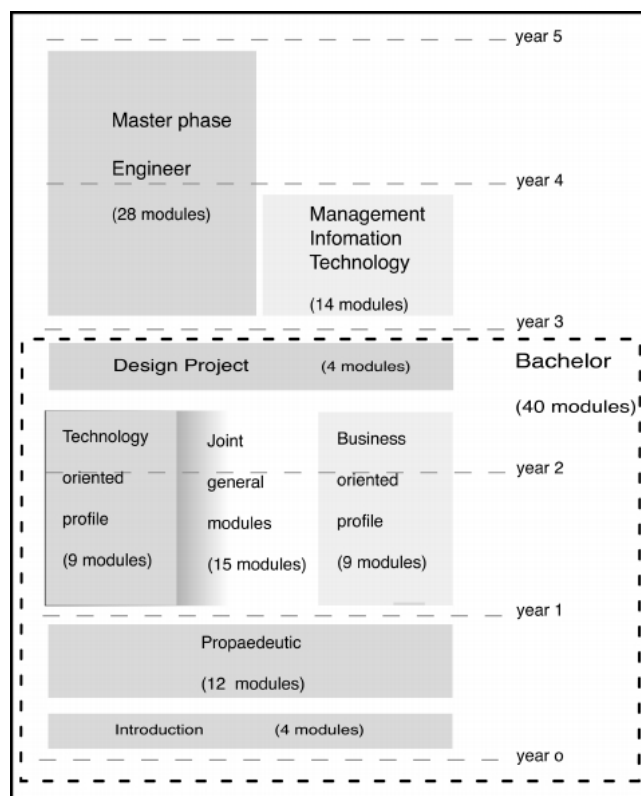 year 5
Master phase
Engineer
year 4
(28 modules)
Management
Infomation
Technology
(14 modules)
year 3
Design Project (4 modules)
Bachelor
(40 modules)
Technology
oriented
profile
(9 modules)
Joint
general
modules
(15 modules)
Business
oriented
profile
(9 modules)
year 2
year 1
Propaedeutic
(12 modules)
Introduction (4 modules)
year o